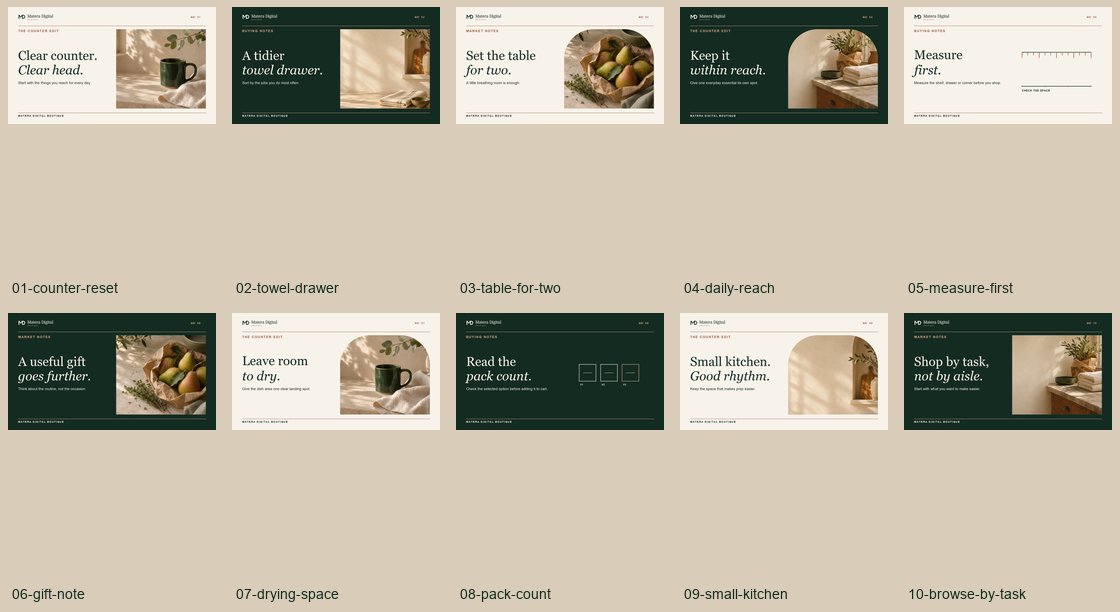 Matera Digital
THE COUNTER EDIT
Clear counter.
Clear head.
Start with the things you reach for every day.
MATERA DIGITAL BOUTIQUE
01-counter-reset
Matera Digital
BUYING NOTES
A tidier
towel drawer.
Sort by the jobs you do most often.
MATERA DIGITAL BOUTIQUE
02-towel-drawer
Matera Digital
MARKET NOTES
Set the table
for two.
A little breathing room is enough.
MATERA DIGITAL BOUTIQUE
03-table-for-two
Matera Digital
THE COUNTER EDIT
Keep it
within reach.
Give one everyday essential its own spot.
MATERA DIGITAL BOUTIQUE
04-daily-reach
Matera Digital
BUYING NOTES
Measure
first.
Measure the shelf, drawer or corner before you shop.
CHECK THE SPACE
MATERA DIGITAL BOUTIQUE
05-measure-first
Matera Digital
MARKET NOTES
A useful gift
goes further.
Think about the routine, not the occasion.
MATERA DIGITAL BOUTIQUE
06-gift-note
Matera Digital
THE COUNTER EDIT
Leave room
to dry.
Give the dish area one clear landing spot.
MATERA DIGITAL BOUTIQUE
07-drying-space
Matera Digital
BUYING NOTES
Read the
pack count.
Check the selected option before adding it to cart.
MATERA DIGITAL BOUTIQUE
08-pack-count
Matera Digital
THE COUNTER EDIT
Small kitchen.
Good rhythm.
Keep the space that makes prep easier.
MATERA DIGITAL BOUTIQUE
09-small-kitchen
Matera Digital
MARKET NOTES
Shop by task,
not by aisle.
Start with what you want to make easier.
MATERA DIGITAL BOUTIQUE
10-browse-by-task